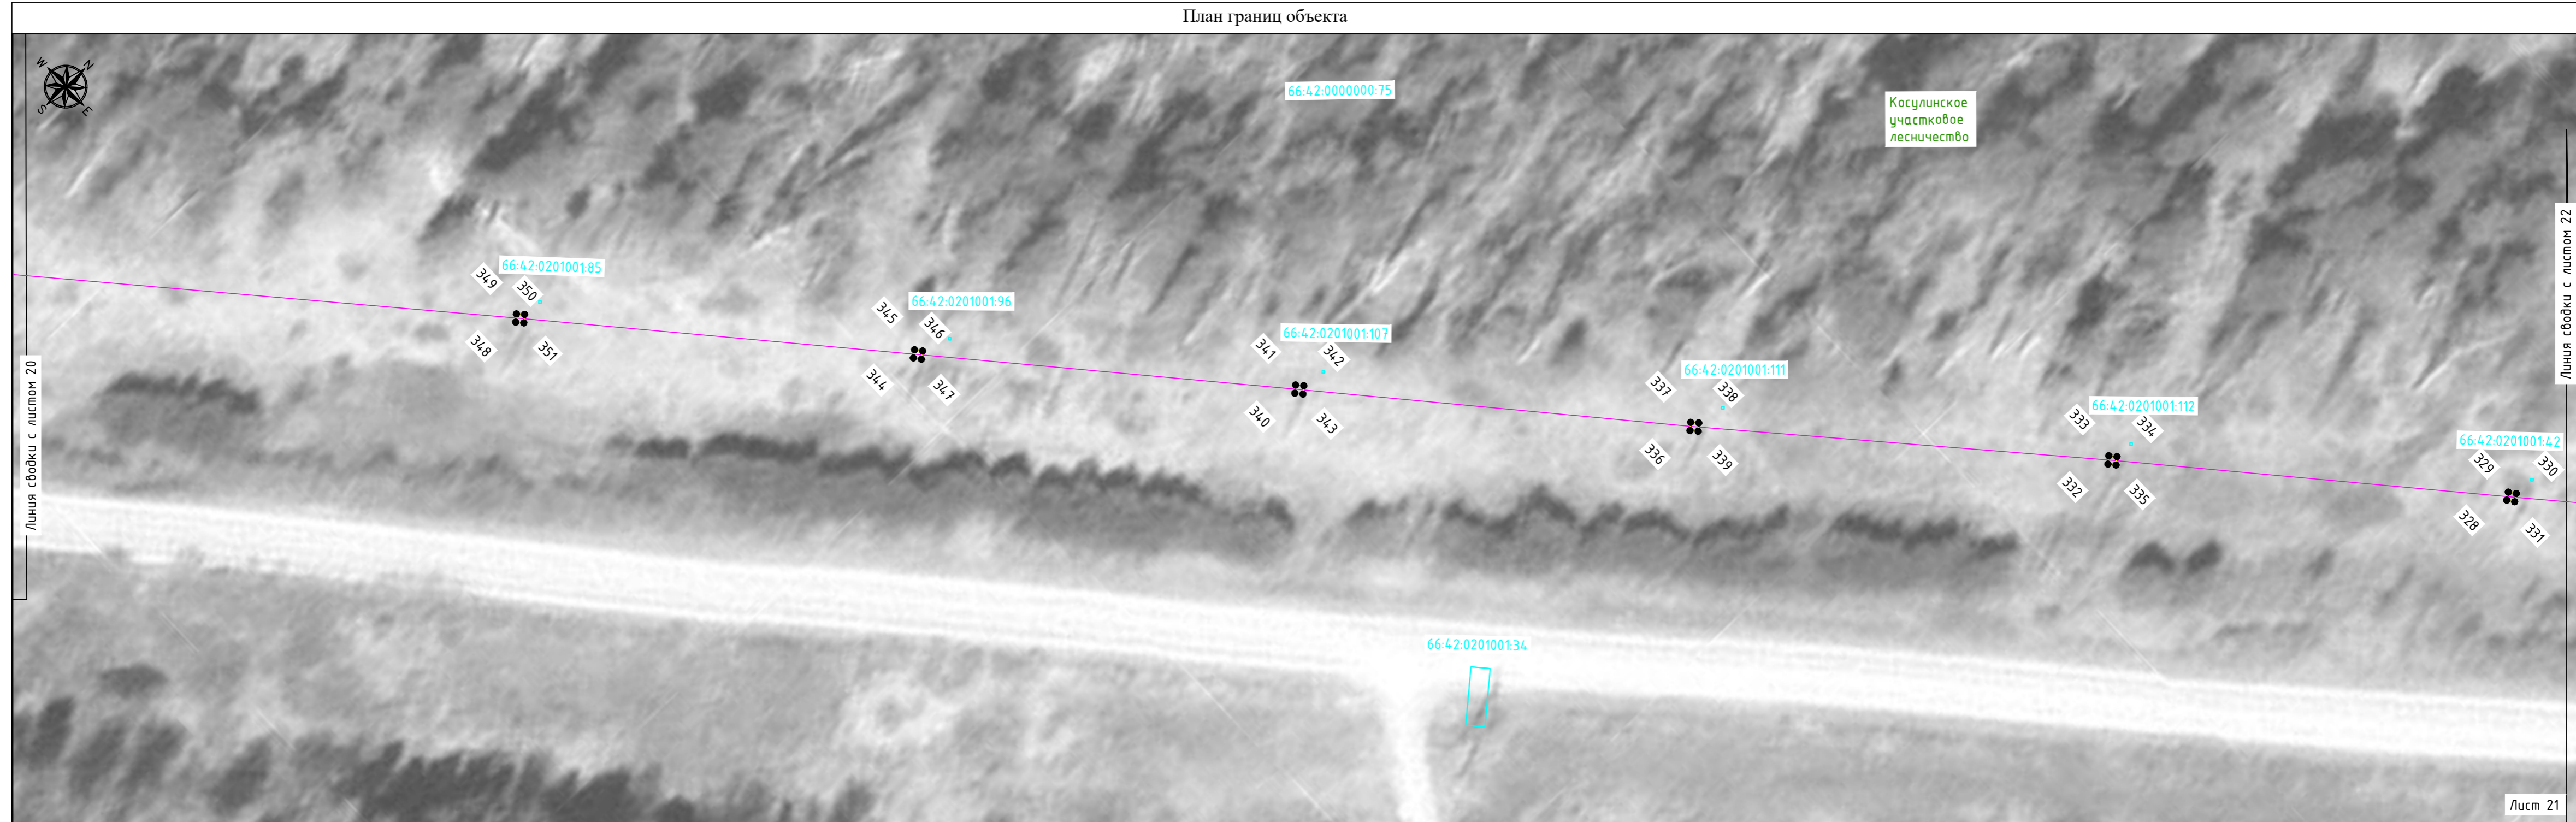 План границ объекта
W
N
S
E
66:42:0000000:75
Косулинское
участковое
лесничество
Линия сводки с листом 20
Линия сводки с листом 22
66:42:0201001:85
349
350
348
351
66:42:0201001:96
345
346
344
347
66:42:0201001:107
341
342
340
343
66:42:0201001:111
337
338
336
339
66:42:0201001:112
333
334
332
335
66:42:0201001:42
329
330
328
331
66:42:0201001:34
Лист 21